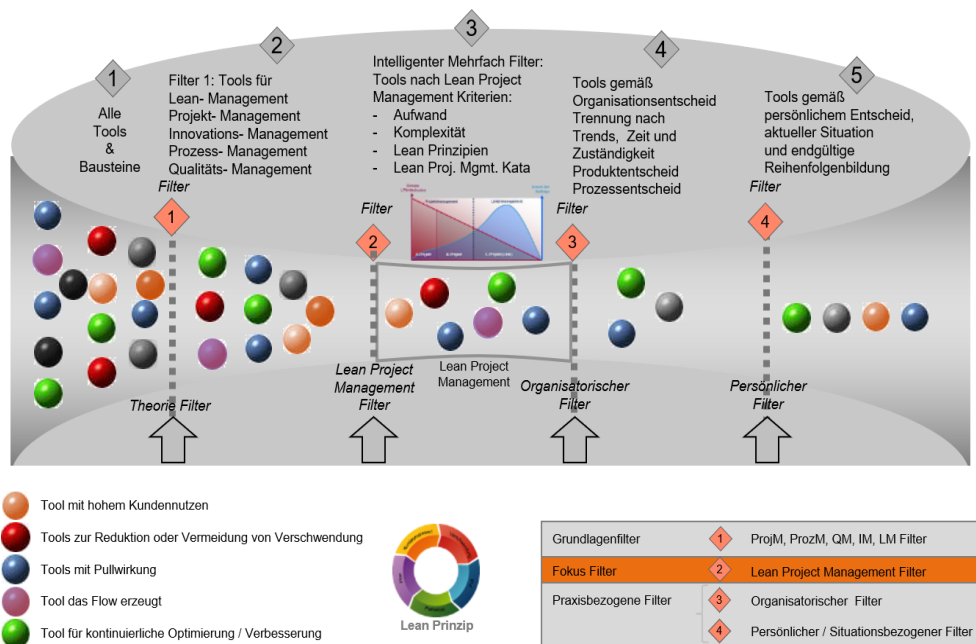 1
Alle
Tools
&
Bausteine
2
Filter 1: Tools für
Lean- Management
Projekt- Management
Innovations- Management
Prozess- Management
Qualitäts- Management
3
Intelligenter Mehrfach Filter:
Tools nach Lean Project
Management Kriterien:
- Aufwand
- Komplexität
- Lean Prinzipien
- Lean Proj. Mgmt. Kata
4
Tools gemäß
Organisationsentscheid
Trennung nach
Trends, Zeit und
Zuständigkeit
Produktentscheid
Prozessentscheid
5
Tools gemäß
persönlichem Entscheid,
aktueller Situation
und endgültige
Reihenfolgenbildung
Filter
1
Filter
2
Filter
3
Filter
4
Theorie Filter
Lean Project
Management
Filter
Lean Project
Management
Organisatorischer
Filter
Persönlicher
Filter
Tool mit hohem Kundennutzen
Tools zur Reduktion oder Vermeidung von Verschwendung
Tools mit Pullwirkung
Tool das Flow erzeugt
Tool für kontinuierliche Optimierung / Verbesserung
Lean Prinzip
Grundlagenfilter 1 ProjM, ProzM, QM, IM, LM Filter
Fokus Filter 2 Lean Project Management Filter
Praxisbezogene Filter 3 Organisatorischer Filter
4 Persönlicher / Situationsbezogener Filter